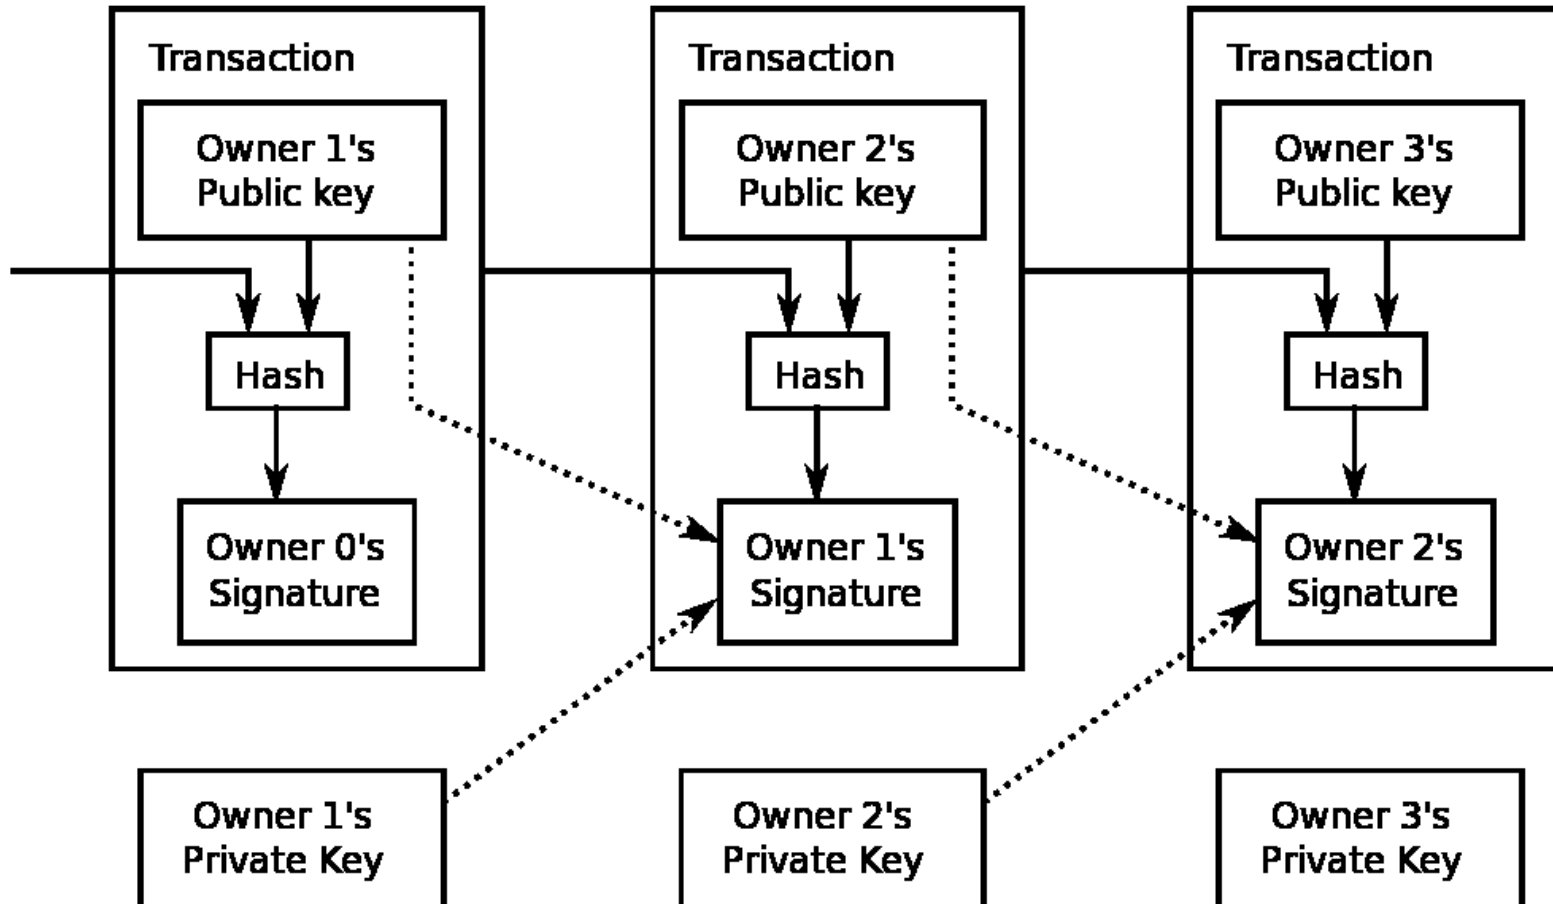 Transaction
Owner 1's
Public key
Hash
Owner 0's
Signature
Transaction
Owner 2's
Public key
Hash
Owner 1's
Signature
Transaction
Owner 3's
Public key
Hash
Owner 2's
Signature
Owner 1's
Private Key
Owner 2's
Private Key
Owner 3's
Private Key